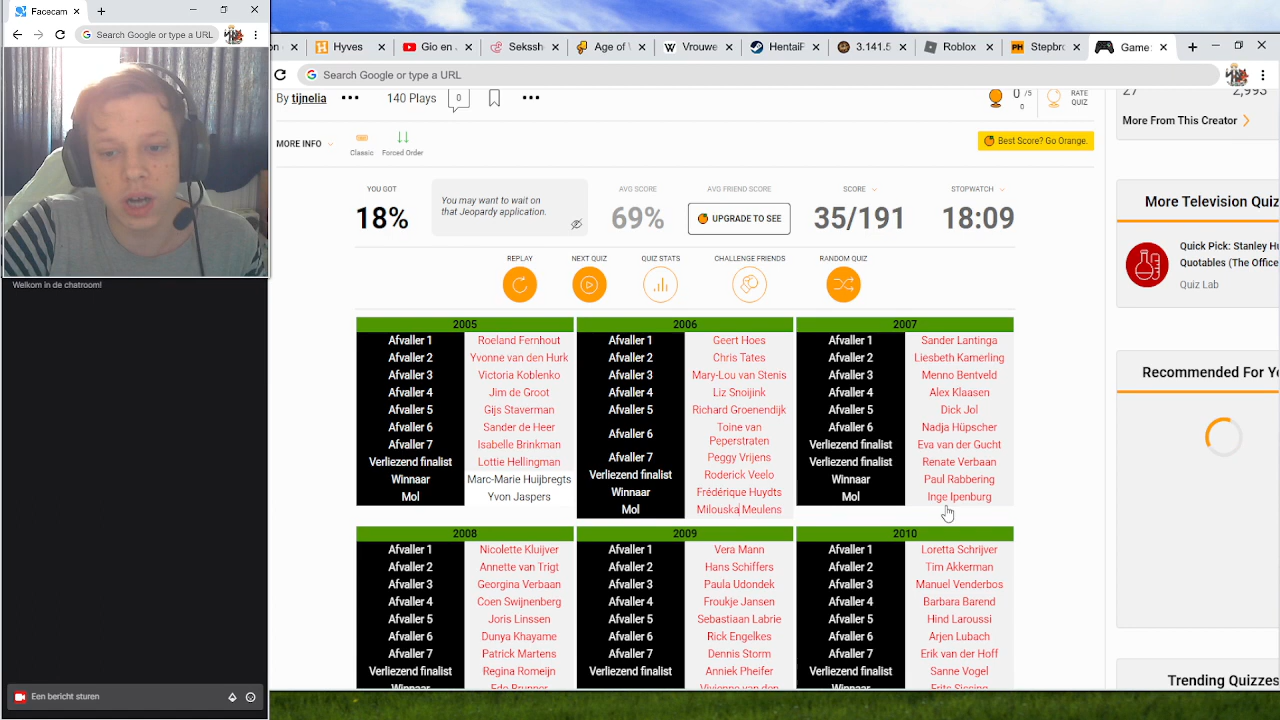 Facecam
Search Google or type a URL
Welkom in de chatroom!
Een bericht sturen
Hyves
Gio en
Sekssh
Age of
Vrouwe
HentaiP
3.141.5
Roblox
Stepbro
Game:
Search Google or type a URL
By tijnelia
140 Plays
0
0 /5
0
RATE QUIZ
27
2,993
More From This Creator
MORE INFO
Classic
Forced Order
Best Score? Go Orange.
YOU GOT
18%
You may want to wait on
that Jeopardy application.
AVG SCORE
69%
AVG FRIEND SCORE
UPGRADE TO SEE
SCORE
35/191
STOPWATCH
18:09
REPLAY
NEXT QUIZ
QUIZ STATS
CHALLENGE FRIENDS
RANDOM QUIZ
2005
Afvaller 1 Roeland Fernhout
Afvaller 2 Yvonne van den Hurk
Afvaller 3 Victoria Koblenko
Afvaller 4 Jim de Groot
Afvaller 5 Gijs Staverman
Afvaller 6 Sander de Heer
Afvaller 7 Isabelle Brinkman
Verliezend finalist Lottie Hellingman
Winnaar Marc-Marie Huijbregts
Mol Yvon Jaspers
2006
Afvaller 1 Geert Hoes
Afvaller 2 Chris Tates
Afvaller 3 Mary-Lou van Stenis
Afvaller 4 Liz Snoijink
Afvaller 5 Richard Groenendijk
Afvaller 6 Toine van
Peperstraten
Afvaller 7 Peggy Vrijens
Verliezend finalist Roderick Veelo
Winnaar Frédérique Huydts
Mol Milouska Meulens
2007
Afvaller 1 Sander Lantinga
Afvaller 2 Liesbeth Kamerling
Afvaller 3 Menno Bentveld
Afvaller 4 Alex Klaasen
Afvaller 5 Dick Jol
Afvaller 6 Nadja Hüpscher
Verliezend finalist Eva van der Gucht
Verliezend finalist Renate Verbaan
Winnaar Paul Rabbering
Mol Inge Ipenburg
2008
Afvaller 1 Nicolette Kluijver
Afvaller 2 Annette van Trigt
Afvaller 3 Georgina Verbaan
Afvaller 4 Coen Swijnenberg
Afvaller 5 Joris Linssen
Afvaller 6 Dunya Khayame
Afvaller 7 Patrick Martens
Verliezend finalist Regina Romeijn
Winnaar Edo Brunner
2009
Afvaller 1 Vera Mann
Afvaller 2 Hans Schiffers
Afvaller 3 Paula Udondek
Afvaller 4 Froukje Jansen
Afvaller 5 Sebastiaan Labrie
Afvaller 6 Rick Engelkes
Afvaller 7 Dennis Storm
Verliezend finalist Anniek Pheifer
Vivienne van den
2010
Afvaller 1 Loretta Schrijver
Afvaller 2 Tim Akkerman
Afvaller 3 Manuel Venderbos
Afvaller 4 Barbara Barend
Afvaller 5 Hind Laroussi
Afvaller 6 Arjen Lubach
Afvaller 7 Erik van der Hoff
Verliezend finalist Sanne Vogel
Winnaar Frits Sissing
More Television Quiz
Quick Pick: Stanley Hu
Quotables (The Office
Quiz Lab
Recommended For Yo
Trending Quizzes